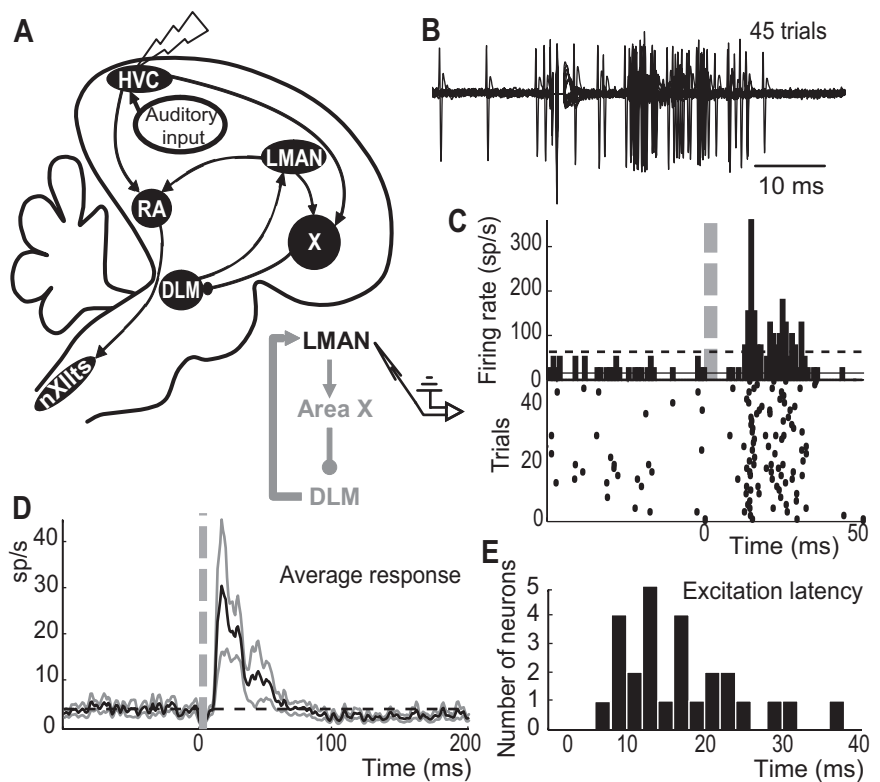 A
HVC
Auditory
input
LMAN
RA
X
DLM
nXIIts
LMAN
Area X
DLM
B
45 trials
10 ms
C
Firing rate (sp/s)
300
200
100
0
Trials
40
20
0
0
50
Time (ms)
D
sp/s
40
30
20
10
0
Average response
0
100
200
Time (ms)
E
Number of neurons
5
4
3
2
1
0
Excitation latency
0
10
20
30
40
Time (ms)